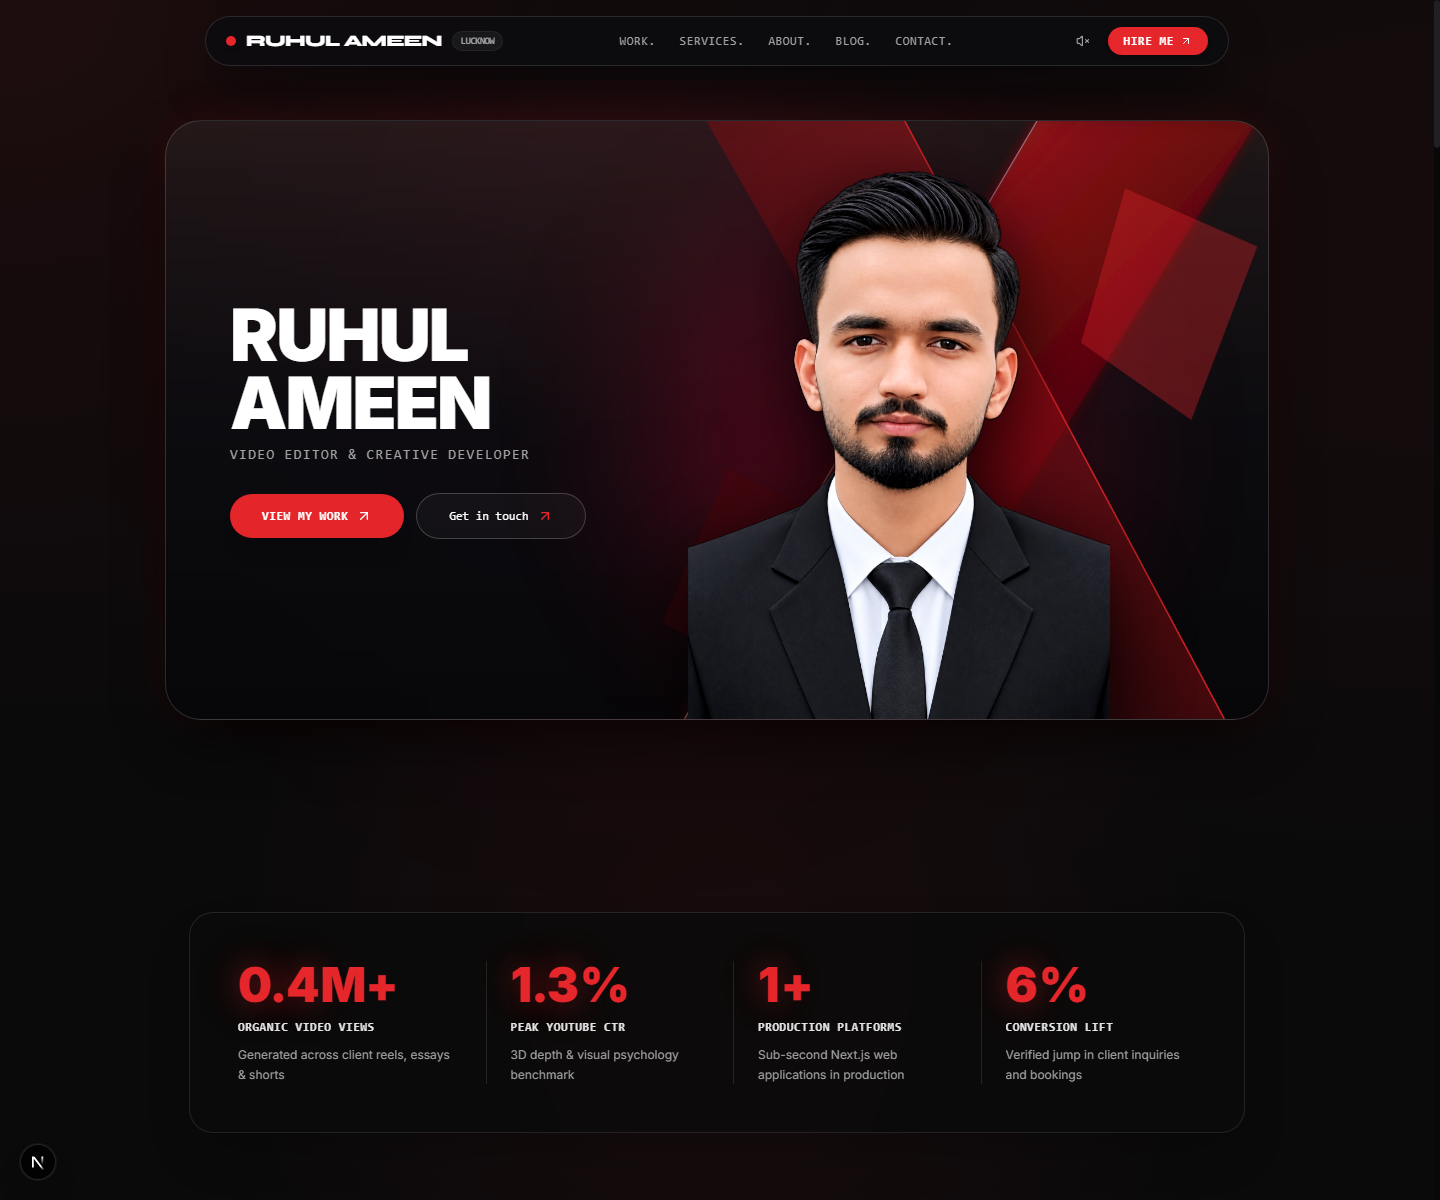 RUHUL AMEEN LUCKNOW WORK. SERVICES. ABOUT. BLOG. CONTACT. HIRE ME
RUHUL
AMEEN
VIDEO EDITOR & CREATIVE DEVELOPER
VIEW MY WORK Get in touch
0.4M+ 1.3% 1+ 6%
ORGANIC VIDEO VIEWS PEAK YOUTUBE CTR PRODUCTION PLATFORMS CONVERSION LIFT
Generated across client reels, essays 3D depth & visual psychology Sub-second Next.js web Verified jump in client inquiries
& shorts benchmark applications in production and bookings
N